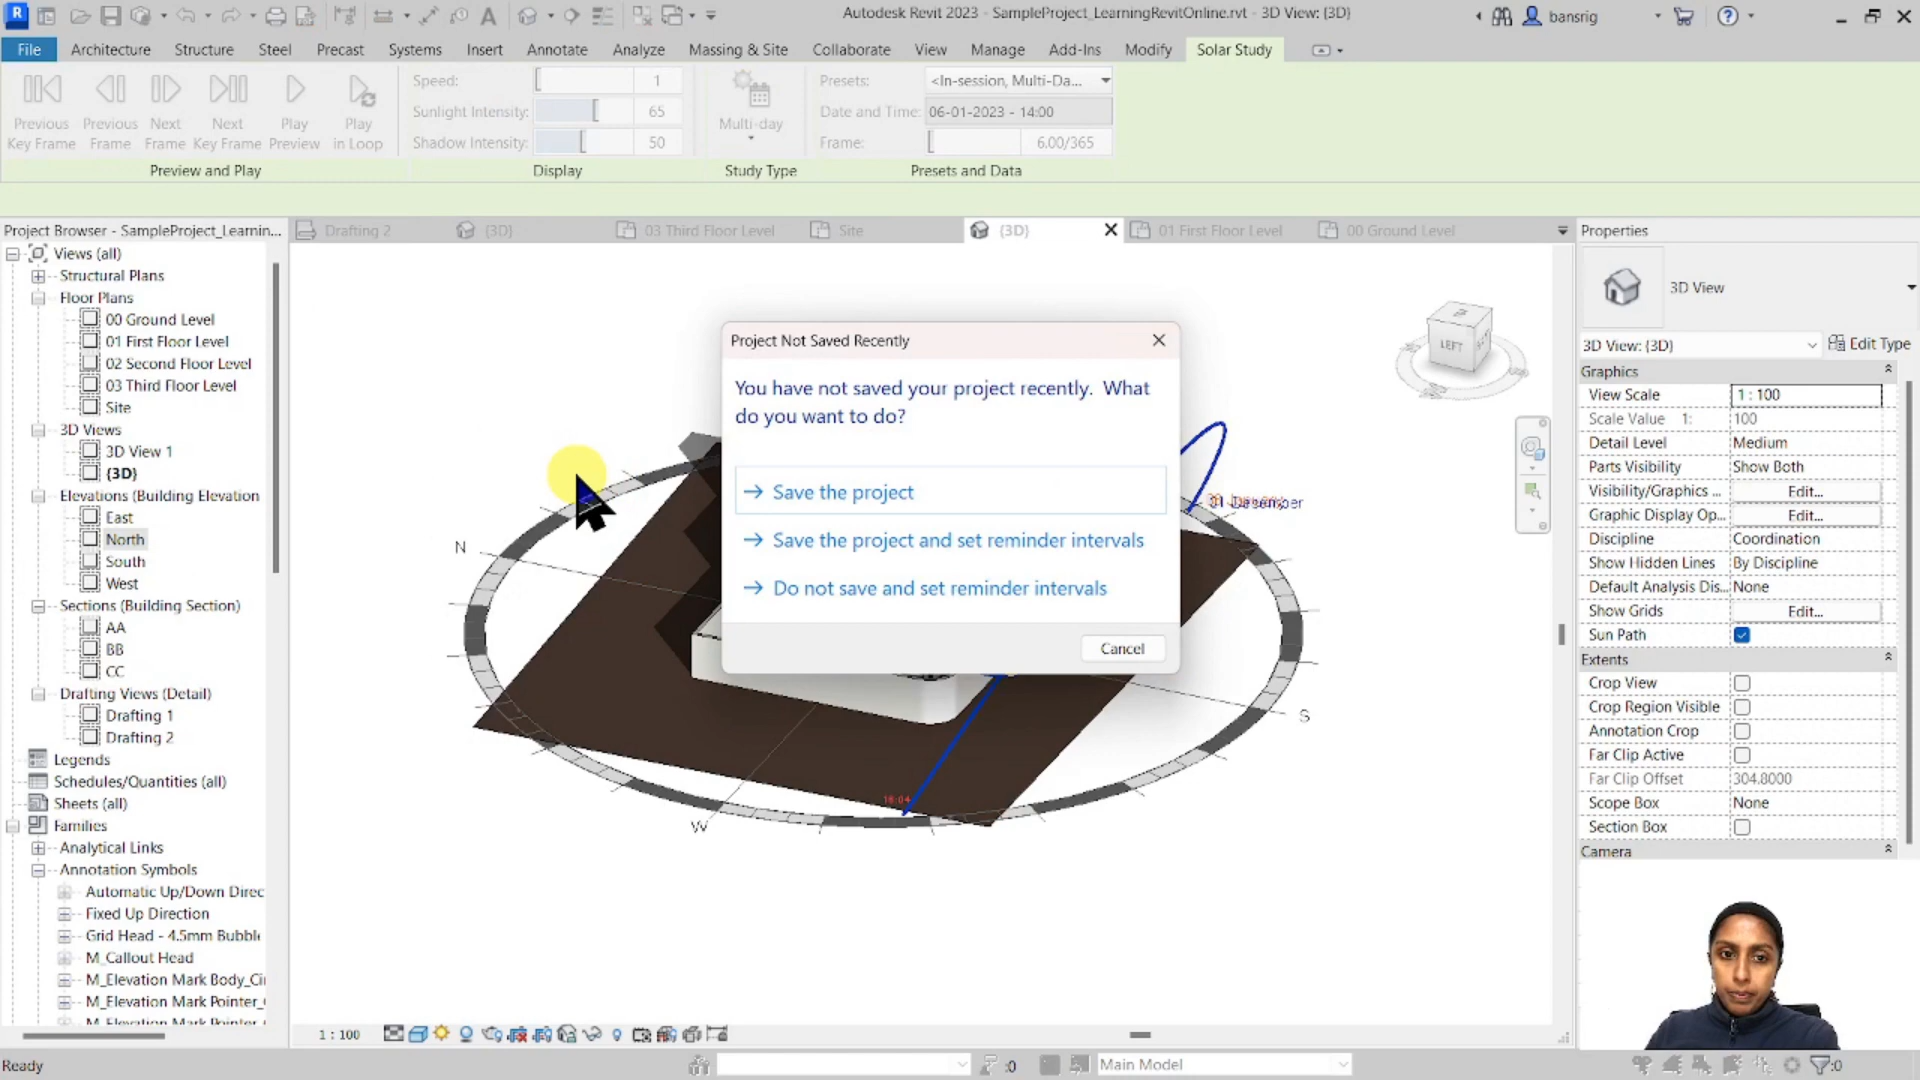 Autodesk Revit 2023 - SampleProject_LearningRevitOnline.rvt - 3D View: {3D}
bansrig
File Architecture Structure Steel Precast Systems Insert Annotate Analyze Massing & Site Collaborate View Manage Add-Ins Modify Solar Study
Previous Key Frame
Previous Frame
Next Frame
Next Key Frame
Play Preview
Play in Loop
Speed: 1
Sunlight Intensity: 65
Shadow Intensity: 50
Multi-day
Presets: <In-session, Multi-Da...
Date and Time: 06-01-2023 - 14:00
Frame: 6.00/365
Preview and Play
Display
Study Type
Presets and Data
Project Browser - SampleProject_Learnin...
Drafting 2
{3D}
03 Third Floor Level
Site
{3D}
01 First Floor Level
00 Ground Level
Properties
Views (all)
Structural Plans
Floor Plans
00 Ground Level
01 First Floor Level
02 Second Floor Level
03 Third Floor Level
Site
3D Views
3D View 1
{3D}
Elevations (Building Elevation
East
North
South
West
Sections (Building Section)
AA
BB
CC
Drafting Views (Detail)
Drafting 1
Drafting 2
Legends
Schedules/Quantities (all)
Sheets (all)
Families
Analytical Links
Annotation Symbols
Automatic Up/Down Direc
Fixed Up Direction
Grid Head - 4.5mm Bubble
M_Callout Head
M_Elevation Mark Body_Ci
M_Elevation Mark Pointer_
M_Elevation Mark Pointer
Project Not Saved Recently
You have not saved your project recently. What
do you want to do?
Save the project
Save the project and set reminder intervals
Do not save and set reminder intervals
Cancel
N
S
W
LEFT
3D View
3D View: {3D}
Edit Type
Graphics
View Scale 1 : 100
Scale Value 1: 100
Detail Level Medium
Parts Visibility Show Both
Visibility/Graphics ... Edit...
Graphic Display Op... Edit...
Discipline Coordination
Show Hidden Lines By Discipline
Default Analysis Dis... None
Show Grids Edit...
Sun Path
Extents
Crop View
Crop Region Visible
Annotation Crop
Far Clip Active
Far Clip Offset 304.8000
Scope Box None
Section Box
Camera
1 : 100
Ready
:0
Main Model
:0